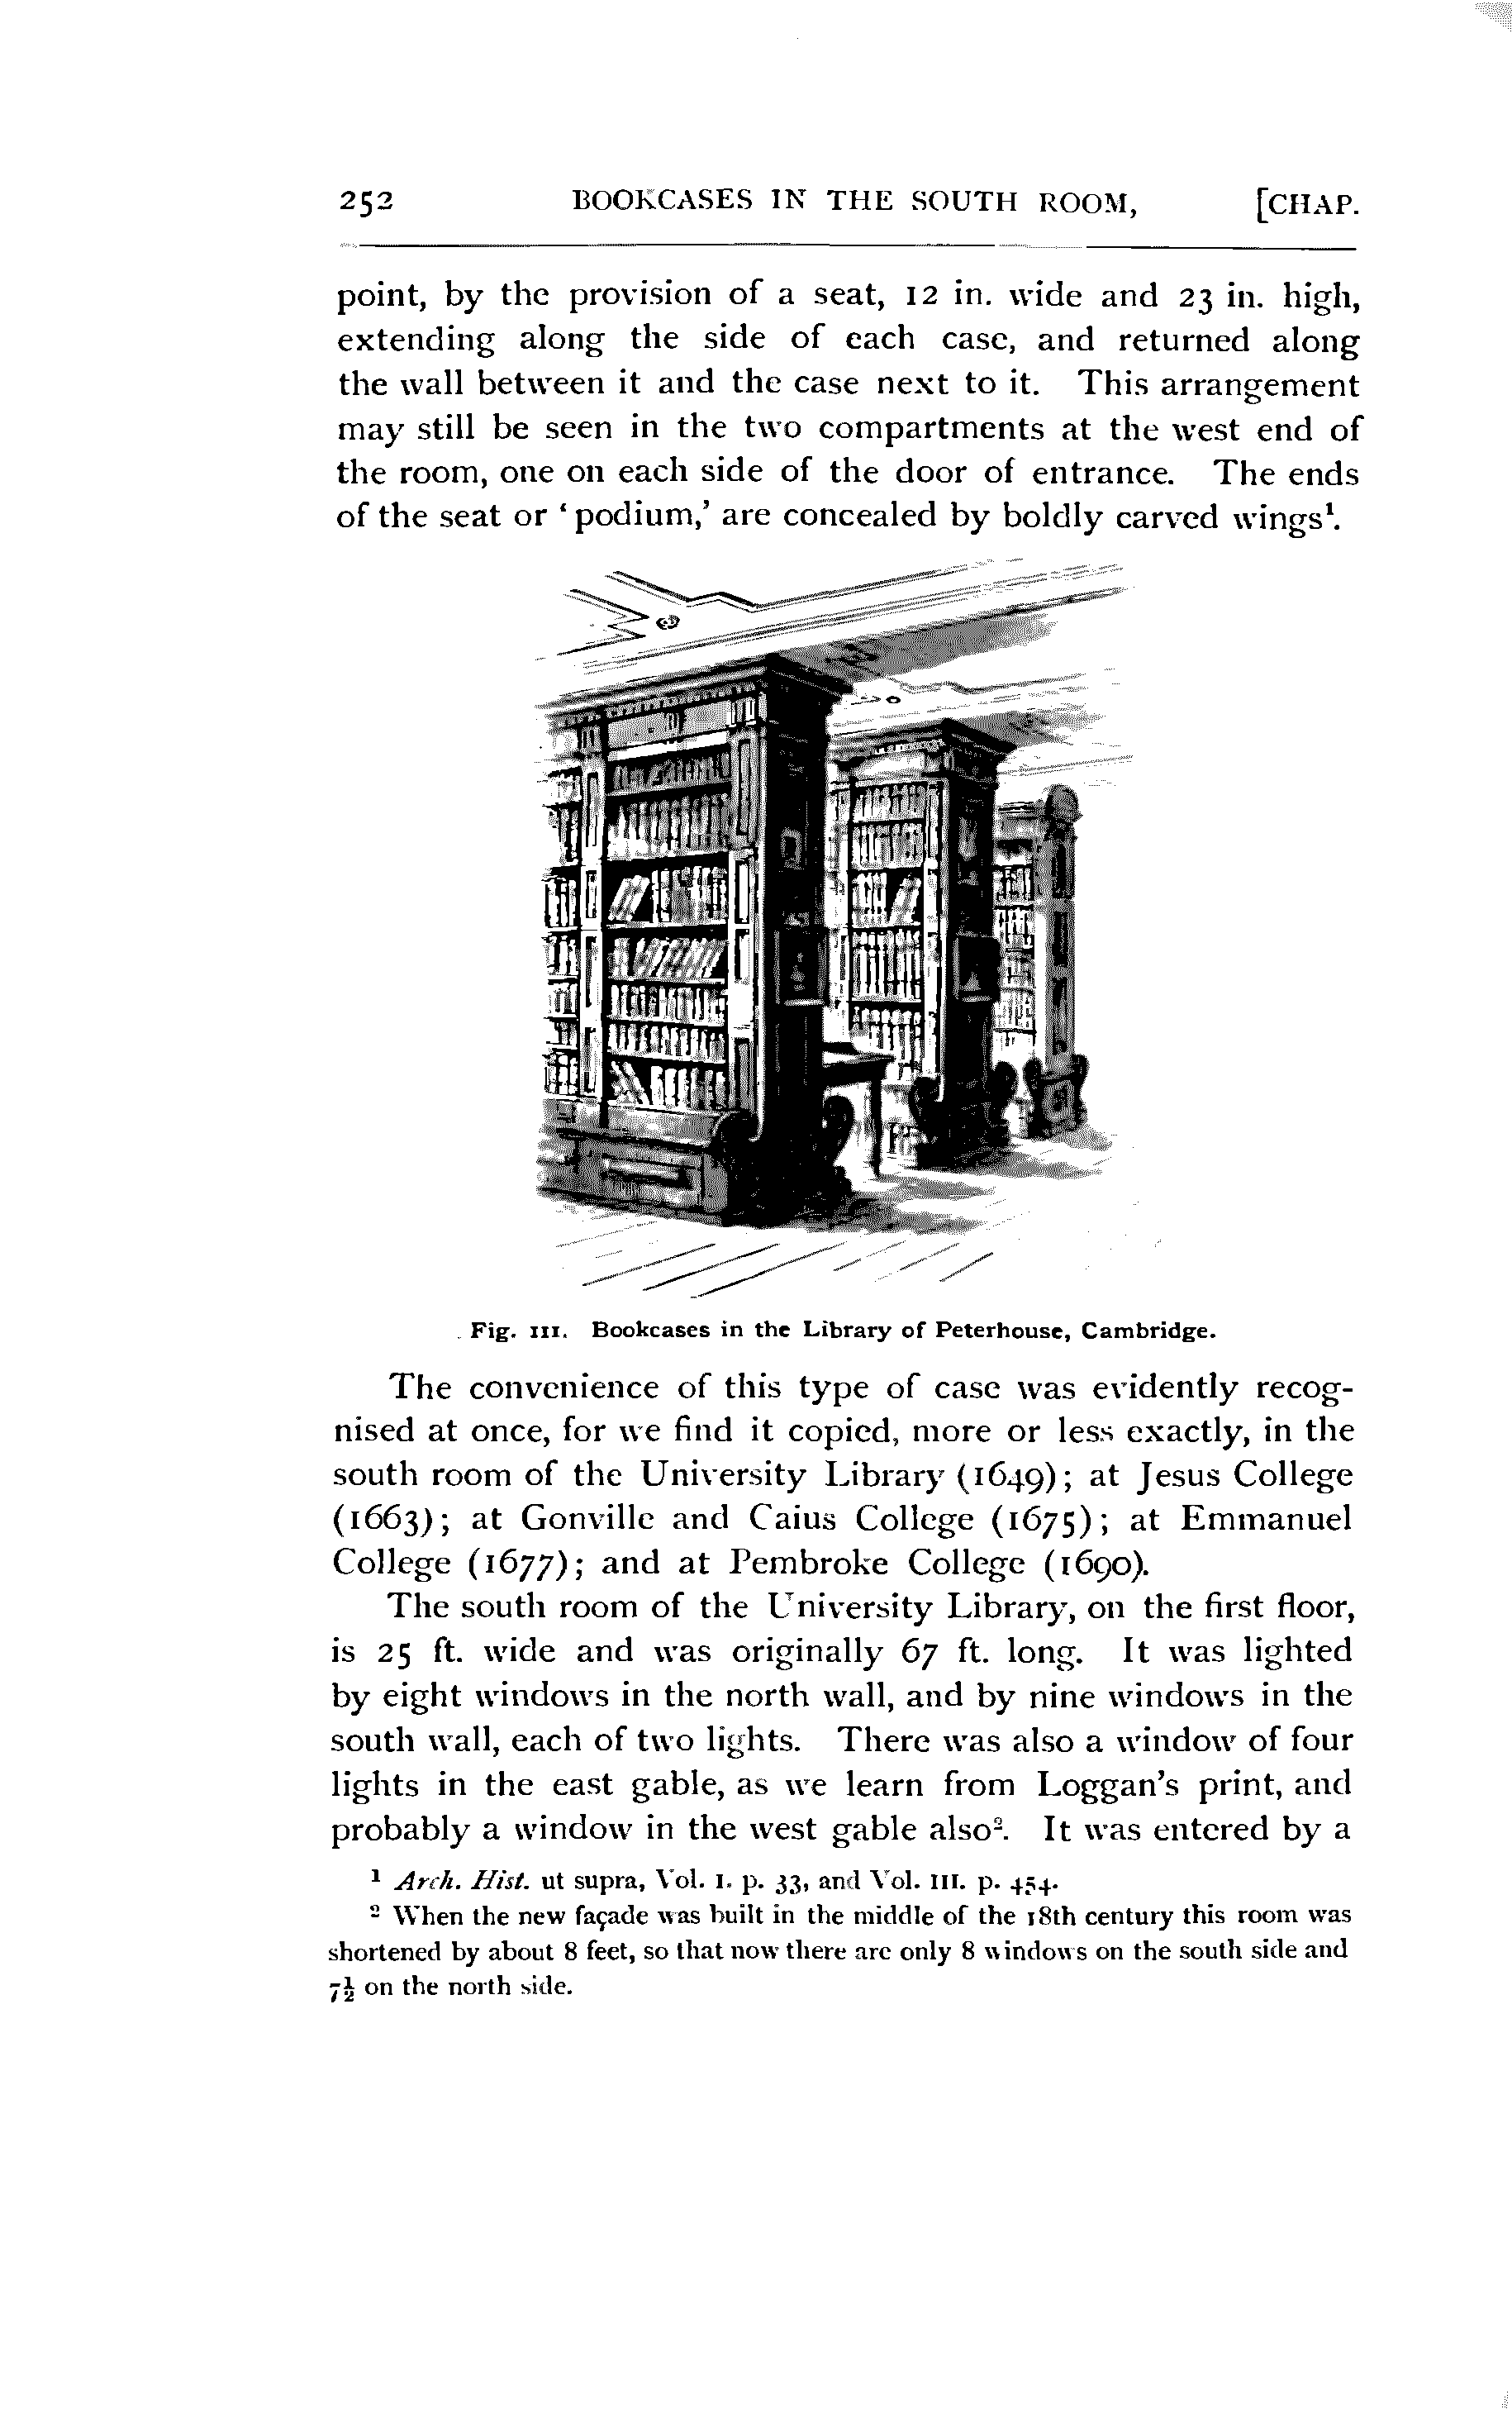 252 BOOKCASES IN THE SOUTH ROOM, [CHAP.
point, by the provision of a seat, 12 in. wide and 23 in. high,
extending along the side of each case, and returned along
the wall between it and the case next to it. This arrangement
may still be seen in the two compartments at the west end of
the room, one on each side of the door of entrance. The ends
of the seat or ‘podium,’ are concealed by boldly carved wings¹.
Fig. 111. Bookcases in the Library of Peterhouse, Cambridge.
The convenience of this type of case was evidently recog-
nised at once, for we find it copied, more or less exactly, in the
south room of the University Library (1649); at Jesus College
(1663); at Gonville and Caius College (1675); at Emmanuel
College (1677); and at Pembroke College (1690).
The south room of the University Library, on the first floor,
is 25 ft. wide and was originally 67 ft. long. It was lighted
by eight windows in the north wall, and by nine windows in the
south wall, each of two lights. There was also a window of four
lights in the east gable, as we learn from Loggan’s print, and
probably a window in the west gable also². It was entered by a
¹ Arch. Hist. ut supra, Vol. I. p. 33, and Vol. III. p. 454.
² When the new façade was built in the middle of the 18th century this room was
shortened by about 8 feet, so that now there are only 8 windows on the south side and
7½ on the north side.